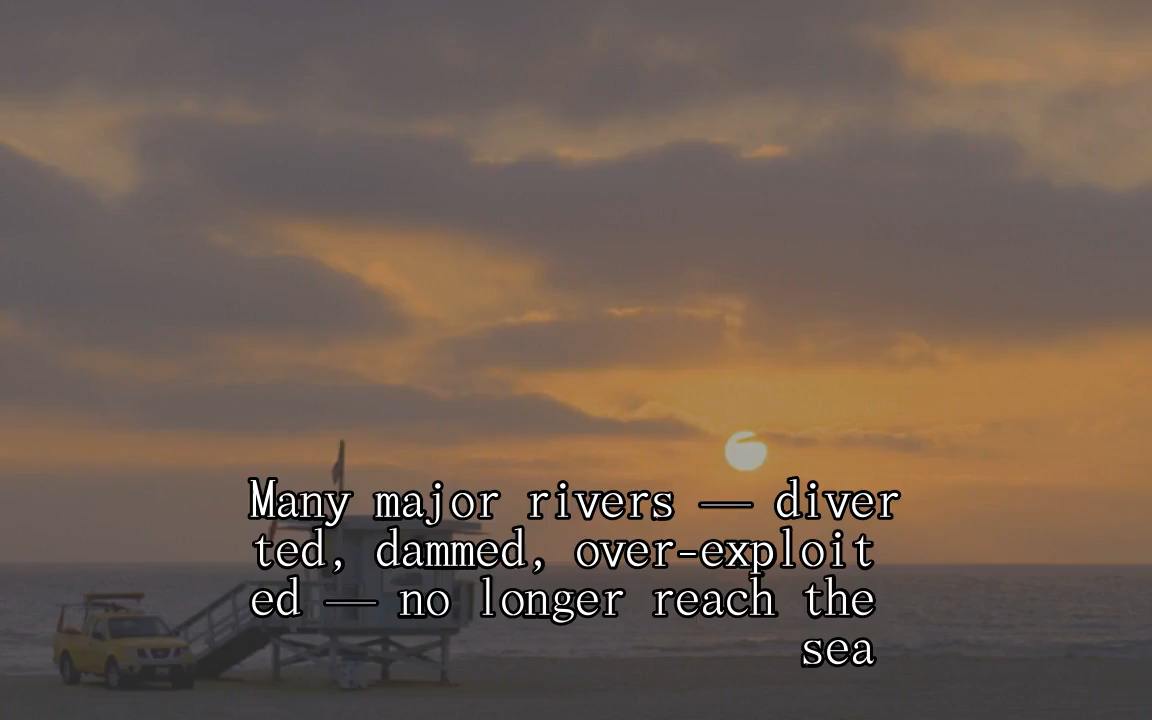 Many major rivers — diver
ted, dammed, over-exploit
ed — no longer reach the
sea